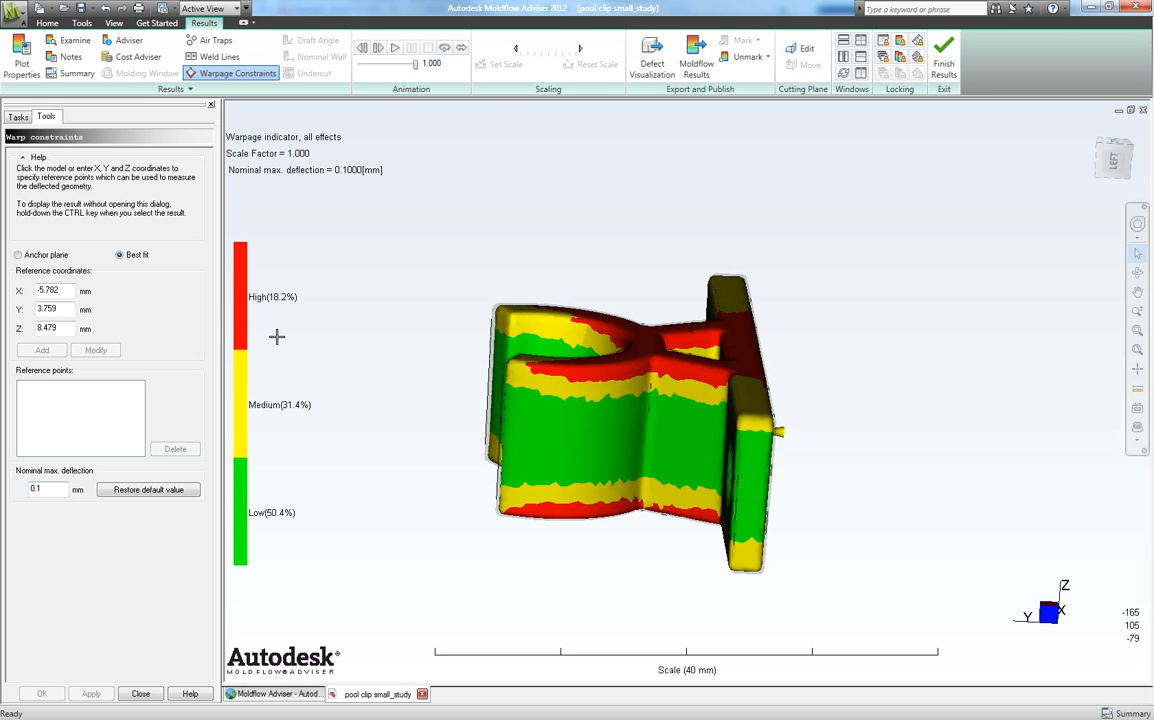 Active View
Autodesk Moldflow Adviser 2012 - [pool clip small_study]
Type a keyword or phrase
Home
Tools
View
Get Started
Results
Plot Properties
Examine
Notes
Summary
Adviser
Cost Adviser
Molding Window
Air Traps
Weld Lines
Warpage Constraints
Draft Angle
Nominal Wall
Undercut
1.000
Set Scale
Reset Scale
Defect Visualization
Moldflow Results
Mark
Unmark
Edit
Move
Finish Results
Results
Animation
Scaling
Export and Publish
Cutting Plane
Windows
Locking
Exit
Tasks
Tools
Warp constraints
Help
Click the model or enter X, Y and Z coordinates to
specify reference points which can be used to measure
the deflected geometry.
To display the result without opening this dialog,
hold-down the CTRL key when you select the result.
Anchor plane
Best fit
Reference coordinates:
X: -5.782 mm
Y: 3.759 mm
Z: 8.479 mm
Add
Modify
Reference points:
Delete
Nominal max. deflection
0.1 mm
Restore default value
OK
Apply
Close
Help
Warpage indicator, all effects
Scale Factor = 1.000
Nominal max. deflection = 0.1000[mm]
High(18.2%)
Medium(31.4%)
Low(50.4%)
LEFT
Z
Y
X
-165
105
-79
Autodesk®
MOLDFLOW®ADVISER
Scale (40 mm)
Moldflow Adviser - Autod...
pool clip small_study
Ready
Summary